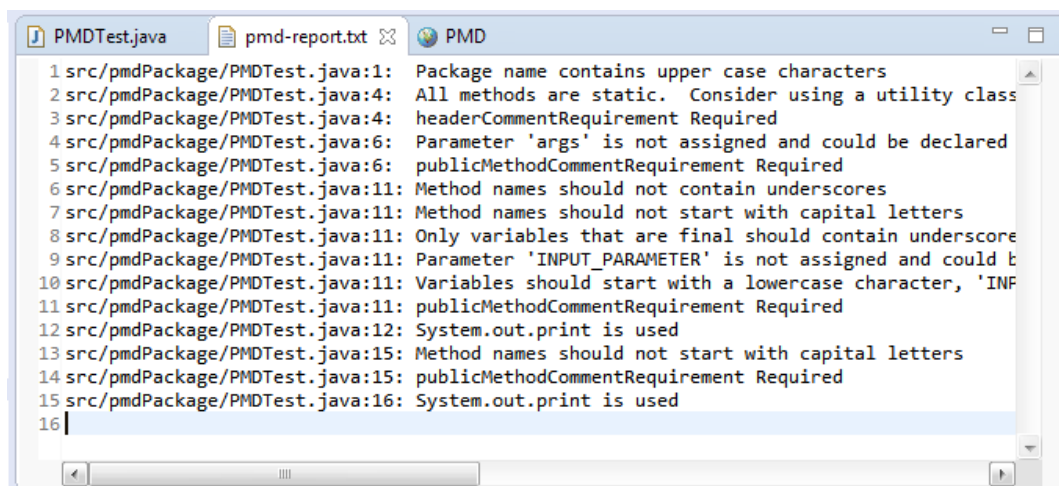 PMDTest.java pmd-report.txt PMD
1 src/pmdPackage/PMDTest.java:1: Package name contains upper case characters
2 src/pmdPackage/PMDTest.java:4: All methods are static. Consider using a utility class
3 src/pmdPackage/PMDTest.java:4: headerCommentRequirement Required
4 src/pmdPackage/PMDTest.java:6: Parameter 'args' is not assigned and could be declared
5 src/pmdPackage/PMDTest.java:6: publicMethodCommentRequirement Required
6 src/pmdPackage/PMDTest.java:11: Method names should not contain underscores
7 src/pmdPackage/PMDTest.java:11: Method names should not start with capital letters
8 src/pmdPackage/PMDTest.java:11: Only variables that are final should contain underscore
9 src/pmdPackage/PMDTest.java:11: Parameter 'INPUT_PARAMETER' is not assigned and could b
10 src/pmdPackage/PMDTest.java:11: Variables should start with a lowercase character, 'INP
11 src/pmdPackage/PMDTest.java:11: publicMethodCommentRequirement Required
12 src/pmdPackage/PMDTest.java:12: System.out.print is used
13 src/pmdPackage/PMDTest.java:15: Method names should not start with capital letters
14 src/pmdPackage/PMDTest.java:15: publicMethodCommentRequirement Required
15 src/pmdPackage/PMDTest.java:16: System.out.print is used
16